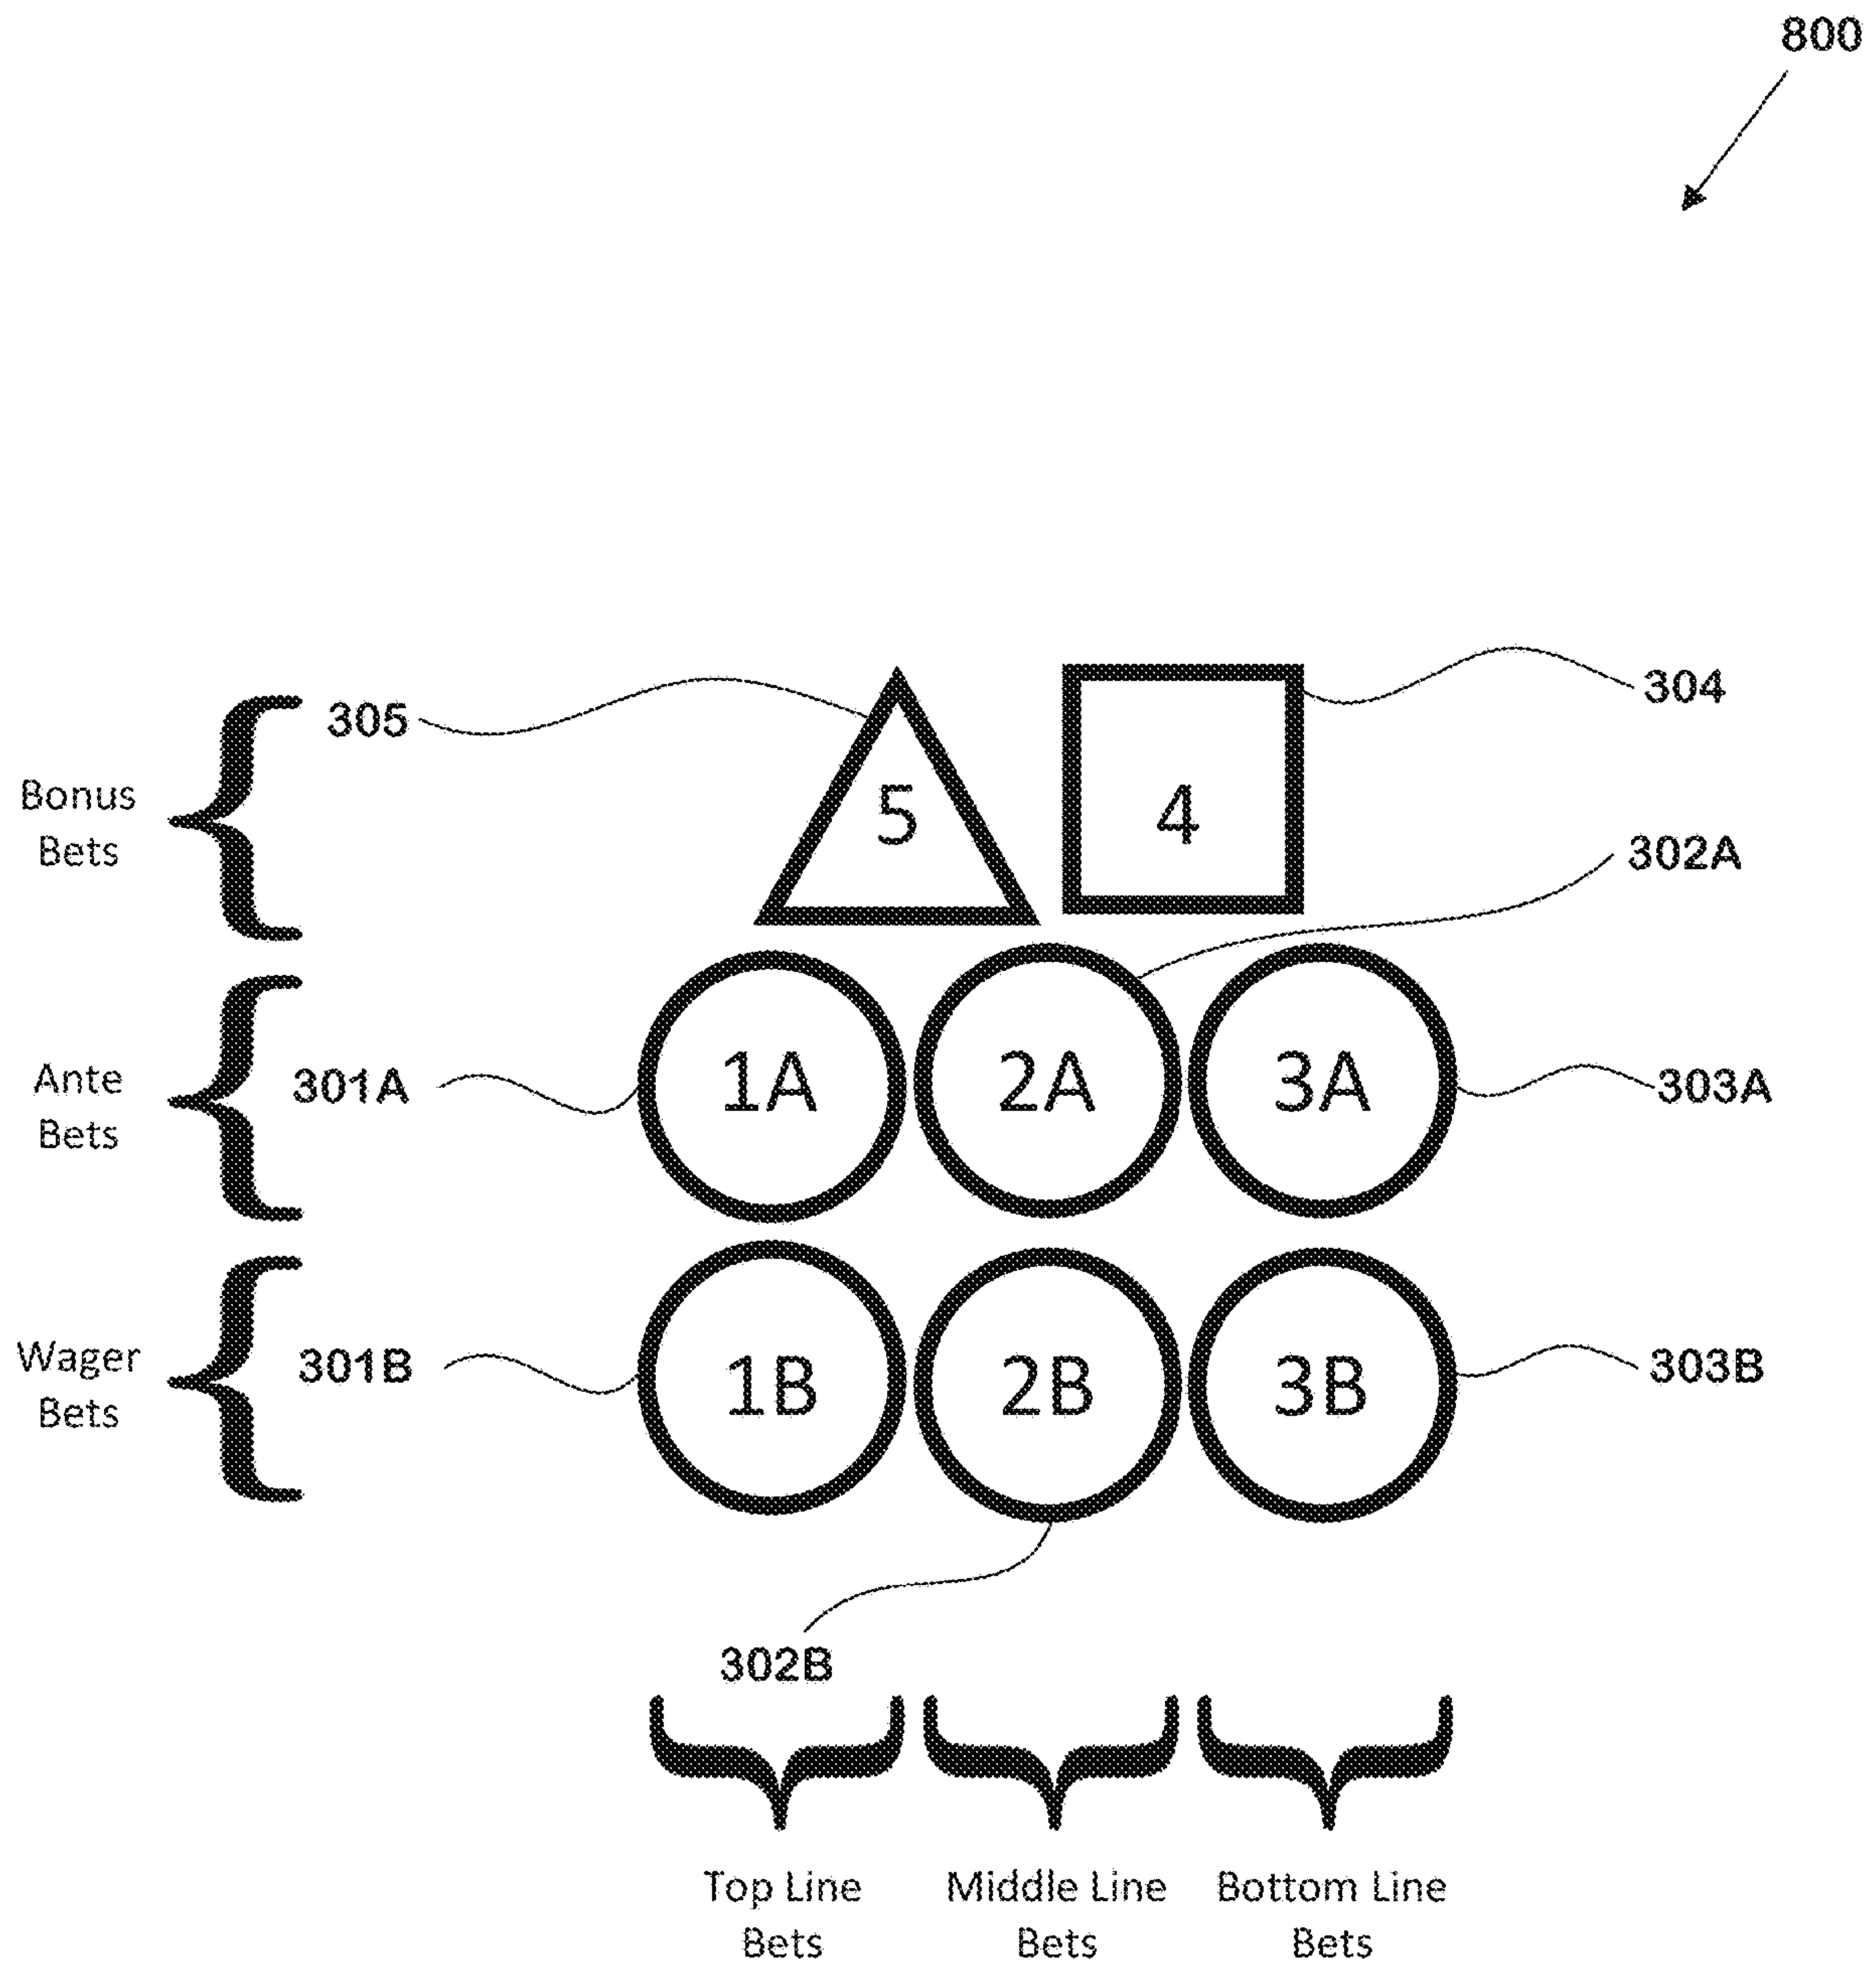 800
305
304
5
4
Bonus
Bets
302A
301A
1A
2A
3A
303A
Ante
Bets
301B
1B
2B
3B
303B
Wager
Bets
302B
Top Line
Bets
Middle Line
Bets
Bottom Line
Bets